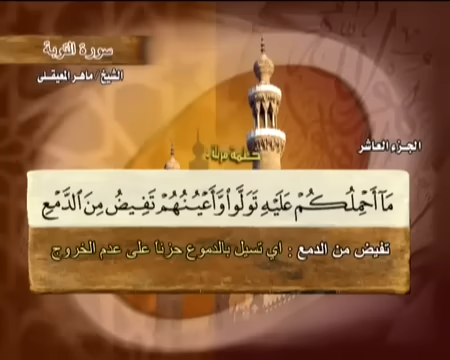 سورة التوبة
الشيخ / ماهر المعيقلي
الجزء العاشر
مَآ أَحْمِلُكُمْ عَلَيْهِ تَوَلَّوا۟ وَّأَعْيُنُهُمْ تَفِيضُ مِنَ ٱلدَّمْعِ
تفيض من الدمع : اي تسيل بالدموع حزناً على عدم الخروج